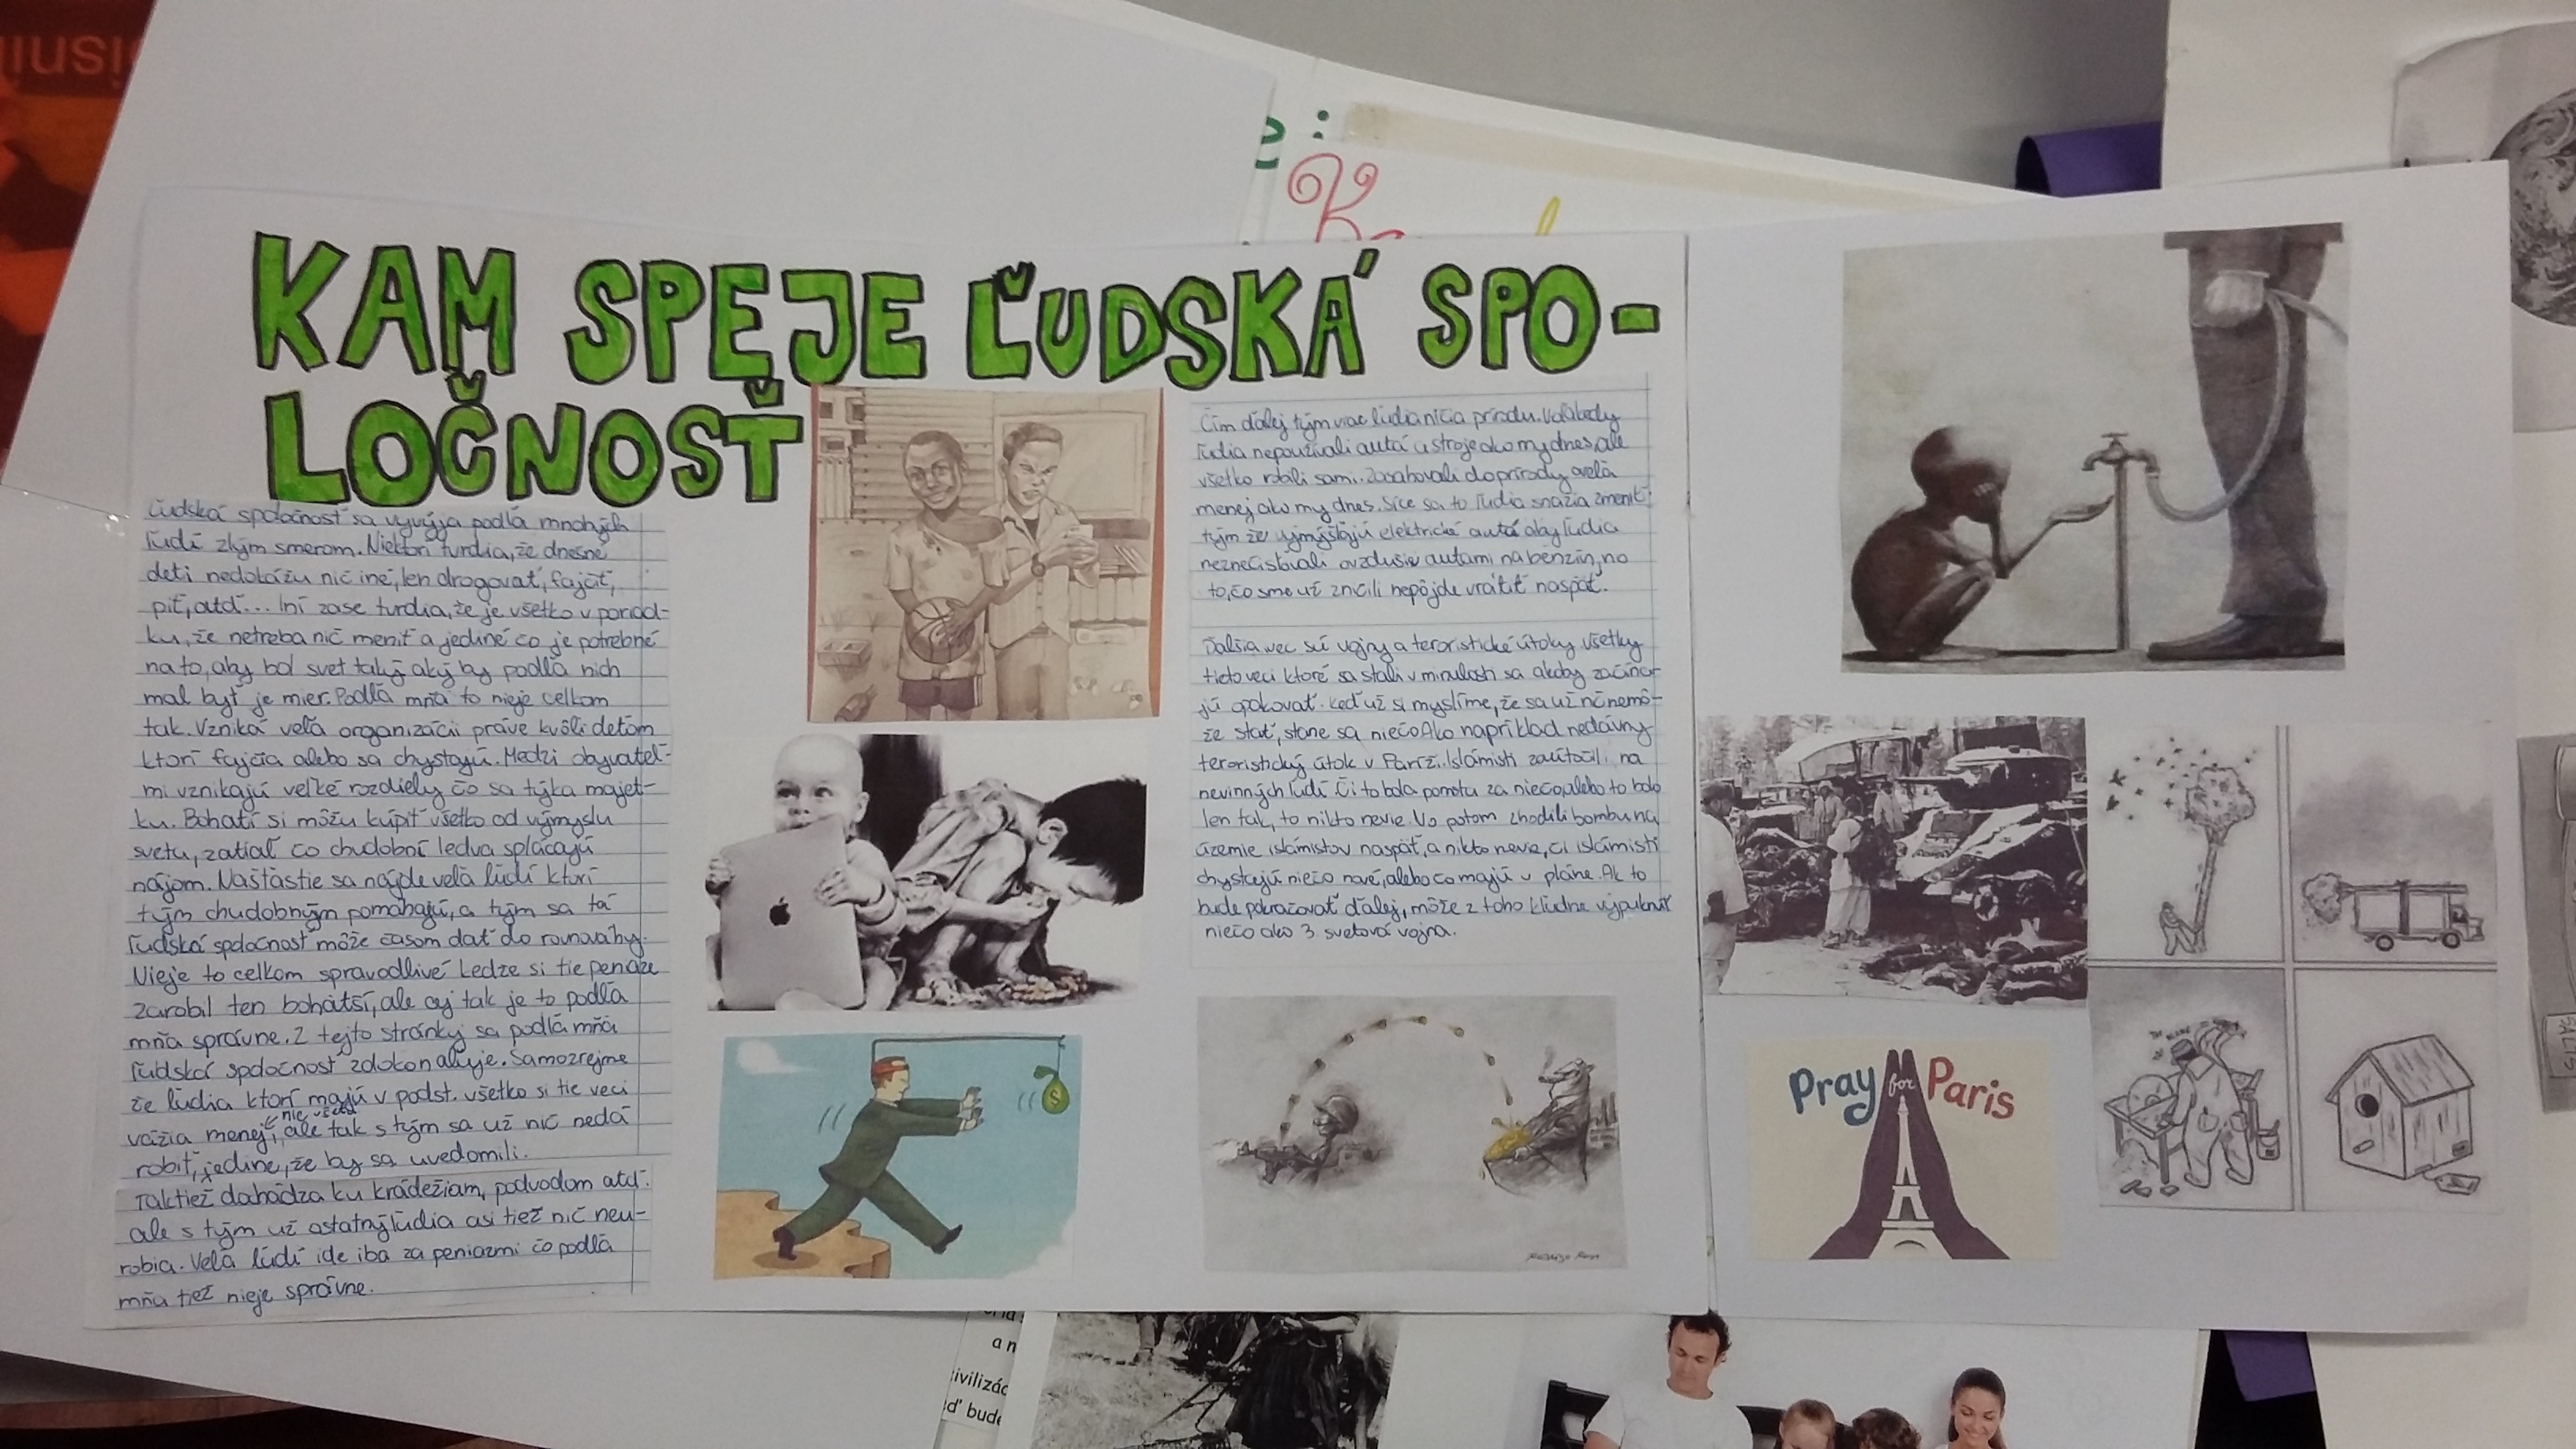 KAM SPEJE ĽUDSKÁ SPO-
LOČNOSŤ
Ľudská spoločnosť sa vyvýja podľa mnohých
ľudí zlým smerom. Niektorí tvrdia, že dnešné
deti nedokážu nič iné, len drogovať, fajčiť,
piť, atď... Iní zase tvrdia, že je všetko v poriad-
ku, že netreba nič meniť a jediné čo je potrebné
na to, aby bol svet taký aký by podľa nich
mal byť je mier. Podľa mňa to nieje celkom
tak. Vzniká veľa organizácii práve kvôli deťom
ktorí fajčia alebo sa chystajú. Medzi obyvateľ-
mi vznikajú veľké rozdiely čo sa týka majet-
ku. Boháti si môžu kúpiť všetko od výmyslu
svetu, zatiaľ čo chudobní ledva splácajú
nájom. Našťastie sa nájde veľa ľudí ktorí
tým chudobným pomáhajú, a tým sa tá
ľudská spoločnosť môže časom dať do rovnováhy.
Nieje to celkom spravodlivé keďže si tie peniaze
zarobil ten bohatší, ale aj tak je to podľa
mňa správne. Z tejto stránky sa podľa mňa
ľudská spoločnosť zdokonaľuje. Samozrejme
že ľudia ktorí majú v podst. všetko si tie veci
nie všetci
vážia menej, ale tak s tým sa už nič nedá
robiť, jedine, že by sa uvedomili.
Taktiež dohádza ku krádežiam, podvodom atď.
ale s tým už ostatný ľudia asi tiež nič neu-
robia. Veľa ľudí ide iba za peniazmi čo podľa
mňa tiež nieje správne.
Čím ďalej tým viac ľudia ničia prírodu. Voľakedy
ľudia nepoužívali autá a stroje ako my dnes, ale
všetko robili sami. Zasahovali do prírody oveľa
menej ako my dnes. Síce sa to ľudia snažia zmeniť
tým že vymýšľajú elektrické autá aby ľudia
neznečisťovali ovzdušie autami na benzín, no
to, čo sme už zničili nepôjde vrátiť naspäť.
Ďalšia vec sú vojny a teroristické útoky. Všetky
tieto veci ktoré sa stali v minulosti sa akoby začína-
jú opakovať. Keď už si myslíme, že sa už nič nemô-
že stať, stane sa niečo. Ako napríklad nedávny
teroristický útok v Paríži. Islámisti zaútočili na
nevinných ľudí. Či to bola pomsta za niečo, alebo to bolo
len tak, to nikto nevie. No potom zhodili bombu na
územie islámistov naspäť, a nikto nevie, či islámisti
chystajú niečo nové, alebo čo majú v pláne. Ak to
bude pokračovať ďalej, môže z toho kľudne vypuknúť
niečo ako 3. svetová vojna.
Pray for Paris
a n
civilizác
ď bude